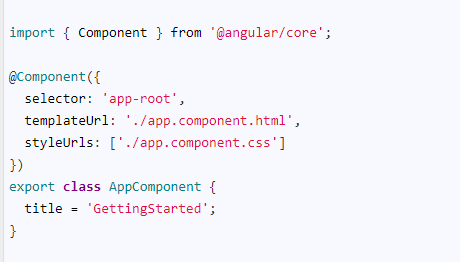 import { Component } from '@angular/core';
@Component({
selector: 'app-root',
templateUrl: './app.component.html',
styleUrls: ['./app.component.css']
})
export class AppComponent {
title = 'GettingStarted';
}